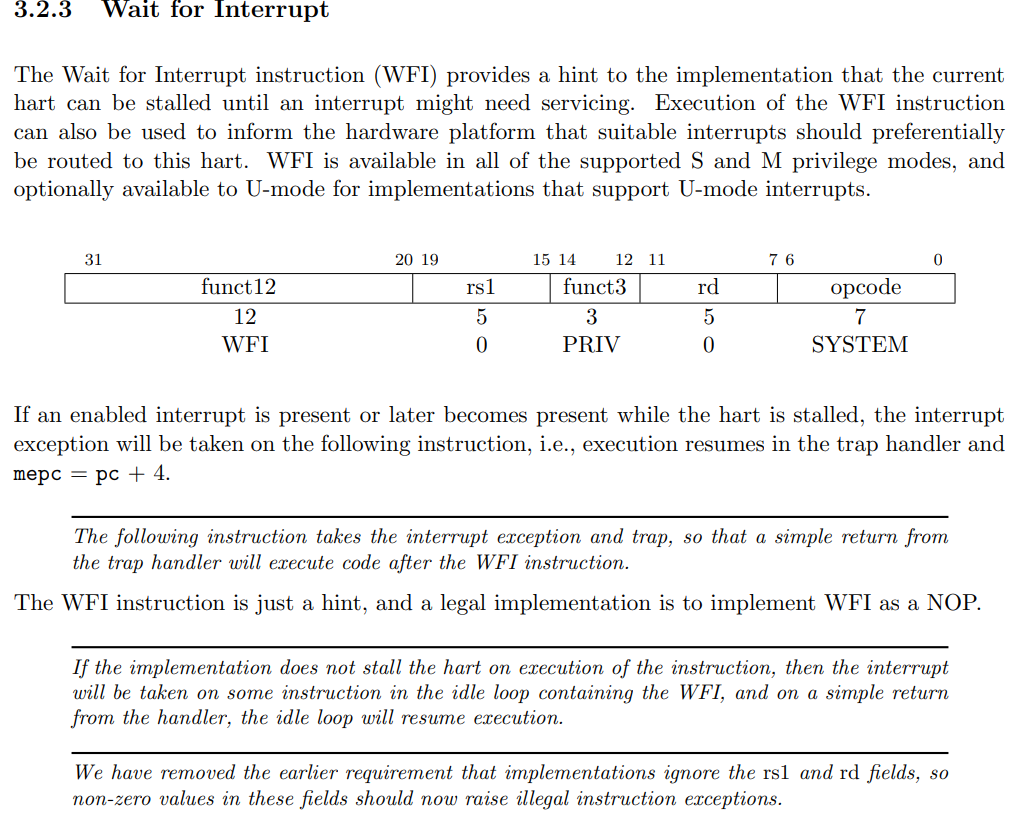 3.2.3 Wait for Interrupt
The Wait for Interrupt instruction (WFI) provides a hint to the implementation that the current
hart can be stalled until an interrupt might need servicing. Execution of the WFI instruction
can also be used to inform the hardware platform that suitable interrupts should preferentially
be routed to this hart. WFI is available in all of the supported S and M privilege modes, and
optionally available to U-mode for implementations that support U-mode interrupts.
31 20 19 15 14 12 11 7 6 0
funct12 rs1 funct3 rd opcode
12 5 3 5 7
WFI 0 PRIV 0 SYSTEM
If an enabled interrupt is present or later becomes present while the hart is stalled, the interrupt
exception will be taken on the following instruction, i.e., execution resumes in the trap handler and
mepc = pc + 4.
The following instruction takes the interrupt exception and trap, so that a simple return from
the trap handler will execute code after the WFI instruction.
The WFI instruction is just a hint, and a legal implementation is to implement WFI as a NOP.
If the implementation does not stall the hart on execution of the instruction, then the interrupt
will be taken on some instruction in the idle loop containing the WFI, and on a simple return
from the handler, the idle loop will resume execution.
We have removed the earlier requirement that implementations ignore the rs1 and rd fields, so
non-zero values in these fields should now raise illegal instruction exceptions.